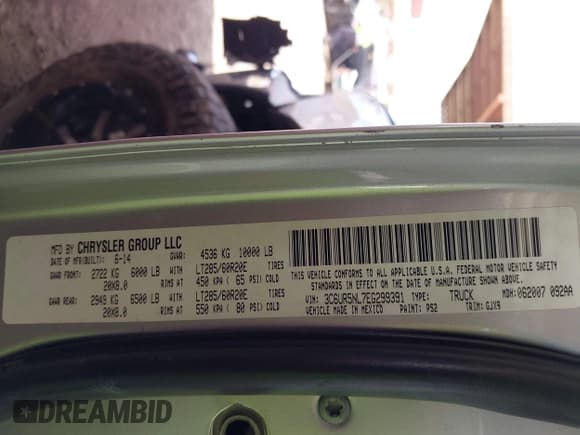 MFD BY CHRYSLER GROUP LLC
DATE OF MFR(BUILT): 6-14 GVWR: 4536 KG 10000 LB
GAWR FRONT: 2722 KG 6000 LB WITH LT285/60R20E TIRES
20X8.0 RIMS AT 450 KPA ( 65 PSI) COLD
GAWR REAR: 2949 KG 6500 LB WITH LT285/60R20E TIRES
20X8.0 RIMS AT 550 KPA ( 80 PSI) COLD
THIS VEHICLE CONFORMS TO ALL APPLICABLE U.S.A. FEDERAL MOTOR VEHICLE SAFETY
STANDARDS IN EFFECT ON THE DATE OF MANUFACTURE SHOWN ABOVE.
VIN: 3C6UR5NL7EG299391 TYPE: TRUCK MDH: 062007 092AA
VEHICLE MADE IN MEXICO PAINT: PS2 TRIM: GJX9
DREAMBID